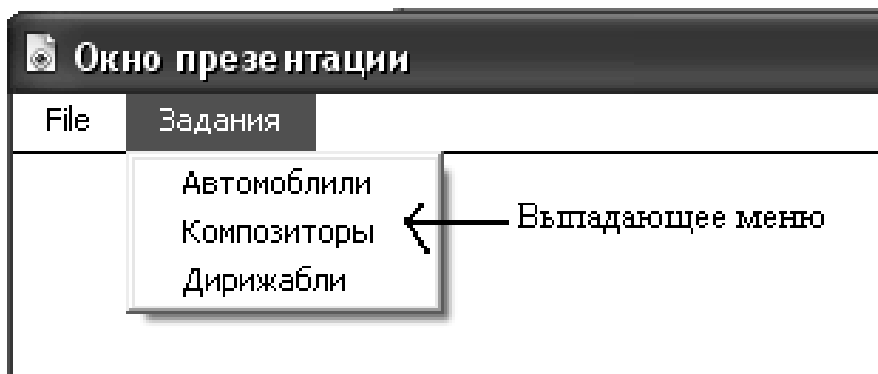 Окно презентации
File Задания
Автомоблили
Композиторы
Выпадающее меню
Дирижабли